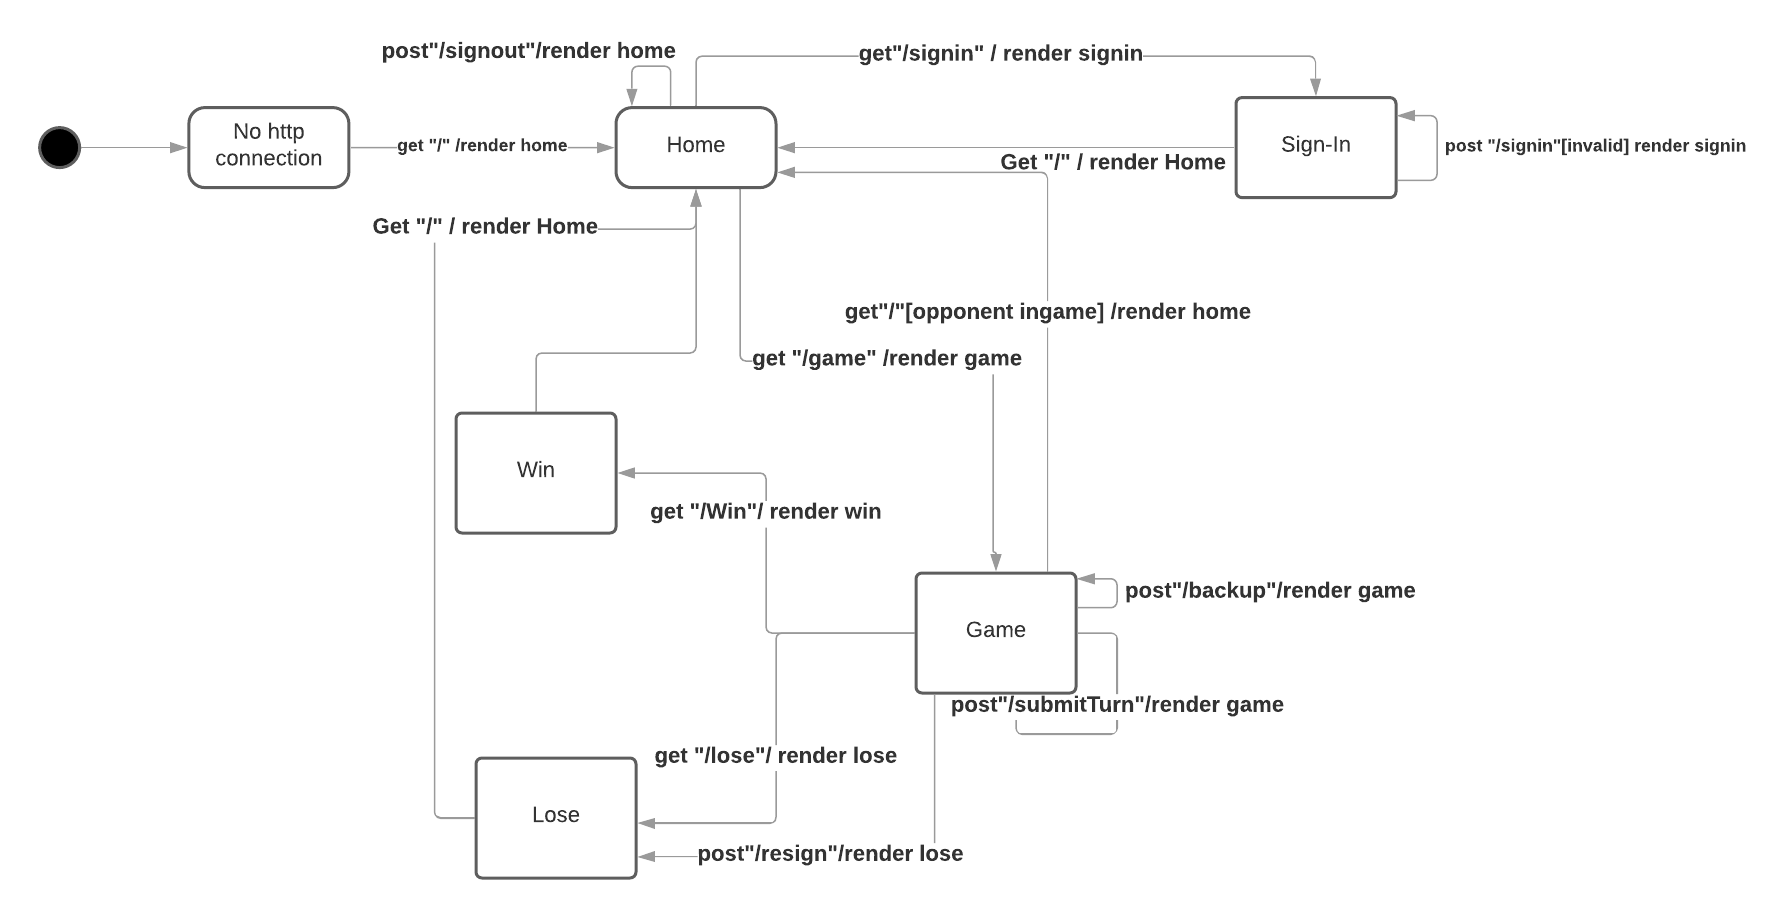 post"/signout"/render home
get"/signin" / render signin
No http
connection
get "/" /render home
Home
Sign-In
post "/signin"[invalid] render signin
Get "/" / render Home
Get "/" / render Home
get"/"[opponent ingame] /render home
get "/game" /render game
Win
get "/Win"/ render win
post"/backup"/render game
Game
post"/submitTurn"/render game
get "/lose"/ render lose
Lose
post"/resign"/render lose